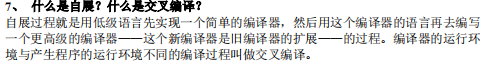 7、 什么是自展？什么是交叉编译？
自展过程就是用低级语言先实现一个简单的编译器，然后用这个编译器的语言再去编写
一个更高级的编译器——这个新编译器是旧编译器的扩展——的过程。编译器的运行环
境与产生程序的运行环境不同的编译过程叫做交叉编译。